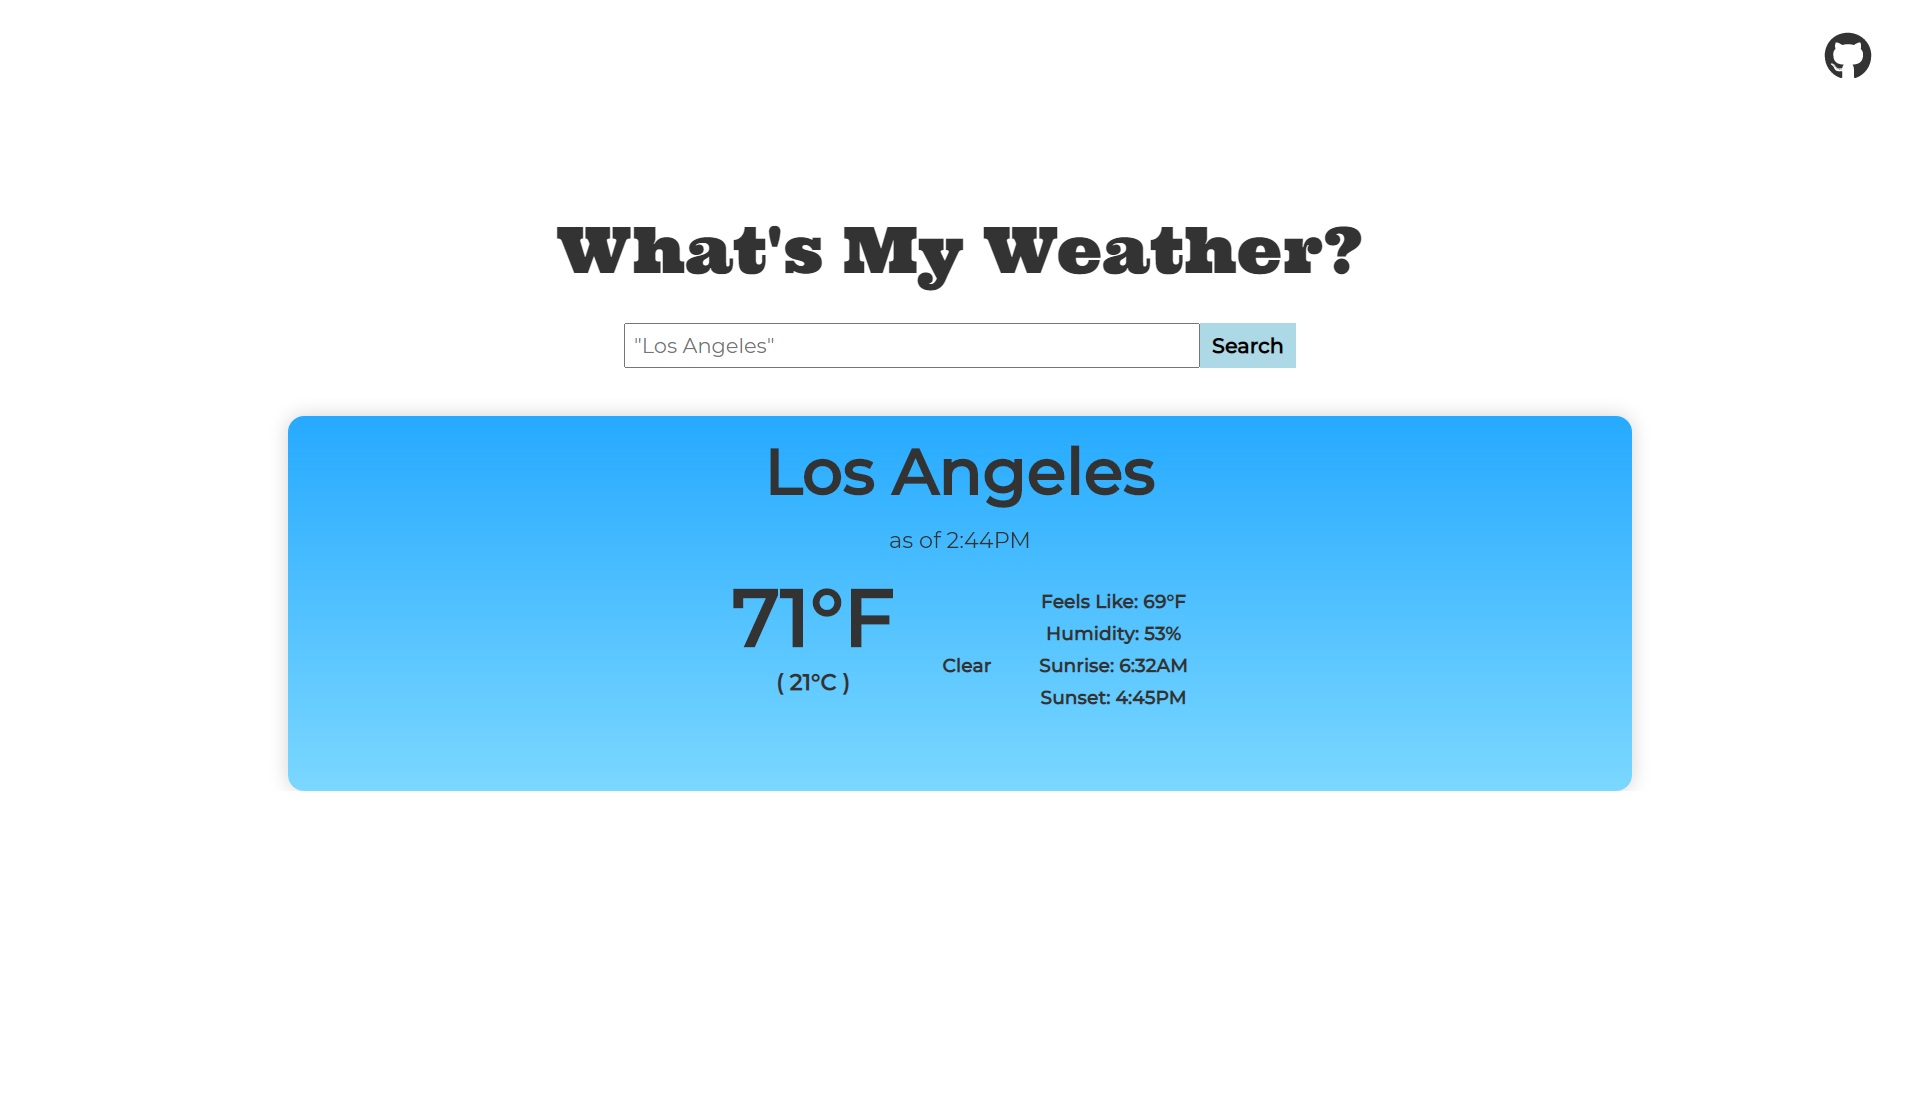 What's My Weather?
"Los Angeles"
Search
Los Angeles
as of 2:44PM
71°F
( 21°C )
Clear
Feels Like: 69°F
Humidity: 53%
Sunrise: 6:32AM
Sunset: 4:45PM